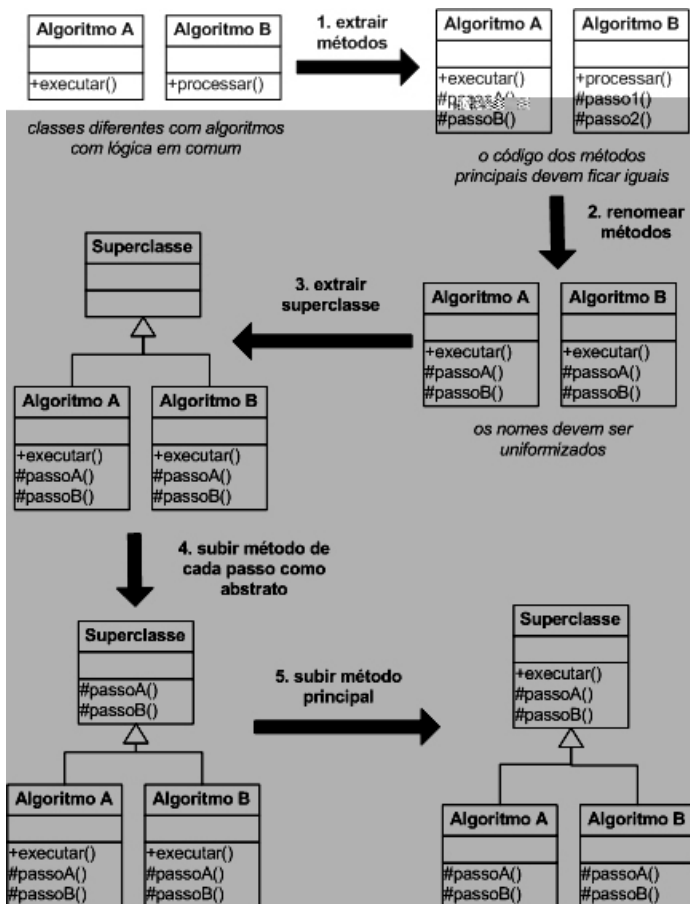 Algoritmo A
+executar()
Algoritmo B
+processar()
1. extrair
métodos
Algoritmo A
+executar()
#passoB()
Algoritmo B
+processar()
#passo1()
#passo2()
classes diferentes com algoritmos
com lógica em comum
o código dos métodos
principais devem ficar iguais
2. renomear
métodos
Superclasse
3. extrair
superclasse
Algoritmo A
+executar()
#passoA()
#passoB()
Algoritmo B
+executar()
#passoA()
#passoB()
os nomes devem ser
uniformizados
Algoritmo A
+executar()
#passoA()
#passoB()
Algoritmo B
+executar()
#passoA()
#passoB()
4. subir método de
cada passo como
abstrato
Superclasse
#passoA()
#passoB()
5. subir método
principal
Superclasse
+executar()
#passoA()
#passoB()
Algoritmo A
+executar()
#passoA()
#passoB()
Algoritmo B
+executar()
#passoA()
#passoB()
Algoritmo A
#passoA()
#passoB()
Algoritmo B
#passoA()
#passoB()